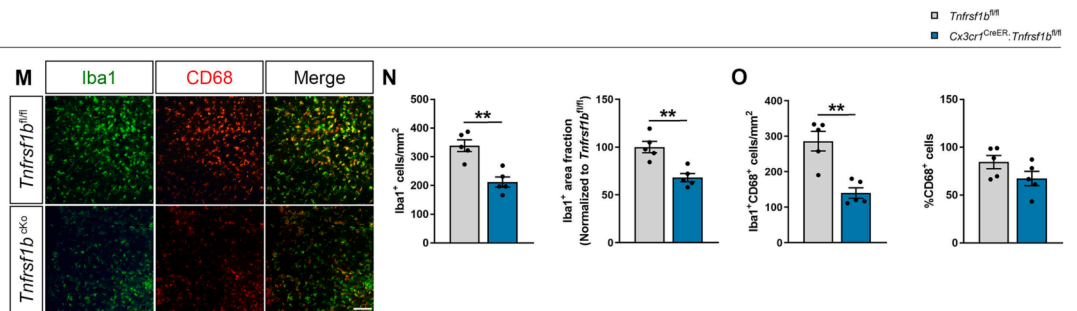 Tnfrsf1b^fl/fl
Cx3cr1^CreER:Tnfrsf1b^fl/fl
M
Iba1
CD68
Merge
Tnfrsf1b^fl/fl
Tnfrsf1b^cKo
N
Iba1⁺ cells/mm²
500
400
300
200
100
0
**
Iba1⁺ area fraction
(Normalized to Tnfrsf1b^fl/fl)
150
100
50
0
**
O
Iba1⁺CD68⁺ cells/mm²
400
300
200
100
0
**
%CD68⁺ cells
150
100
50
0